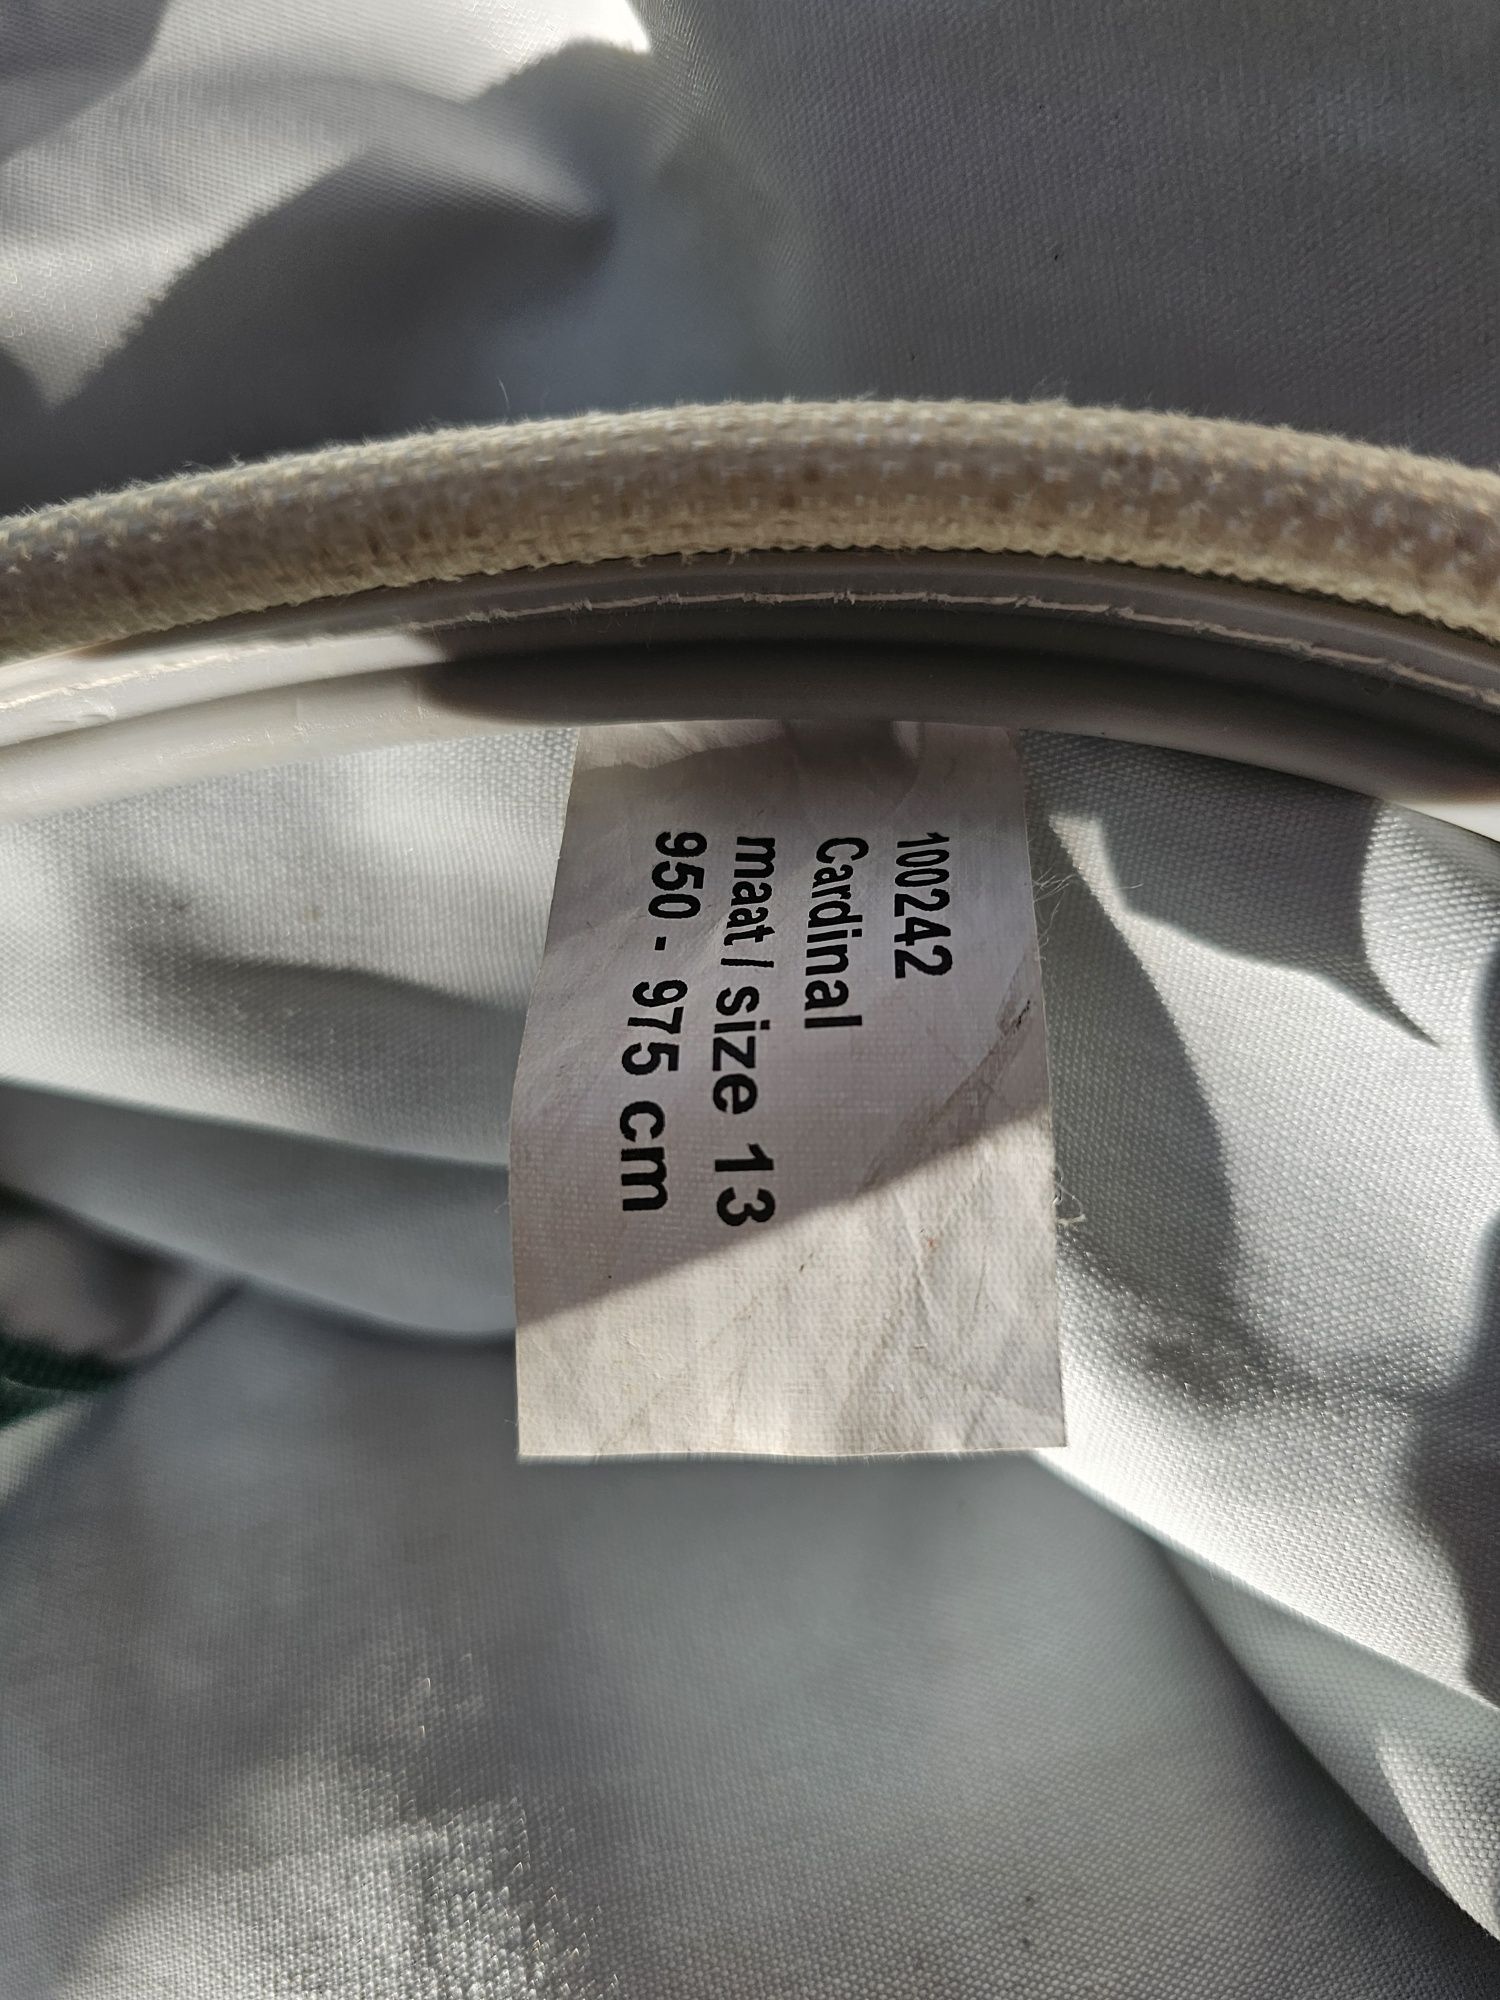 100242
Cardinal
maat / size 13
950 - 975 cm